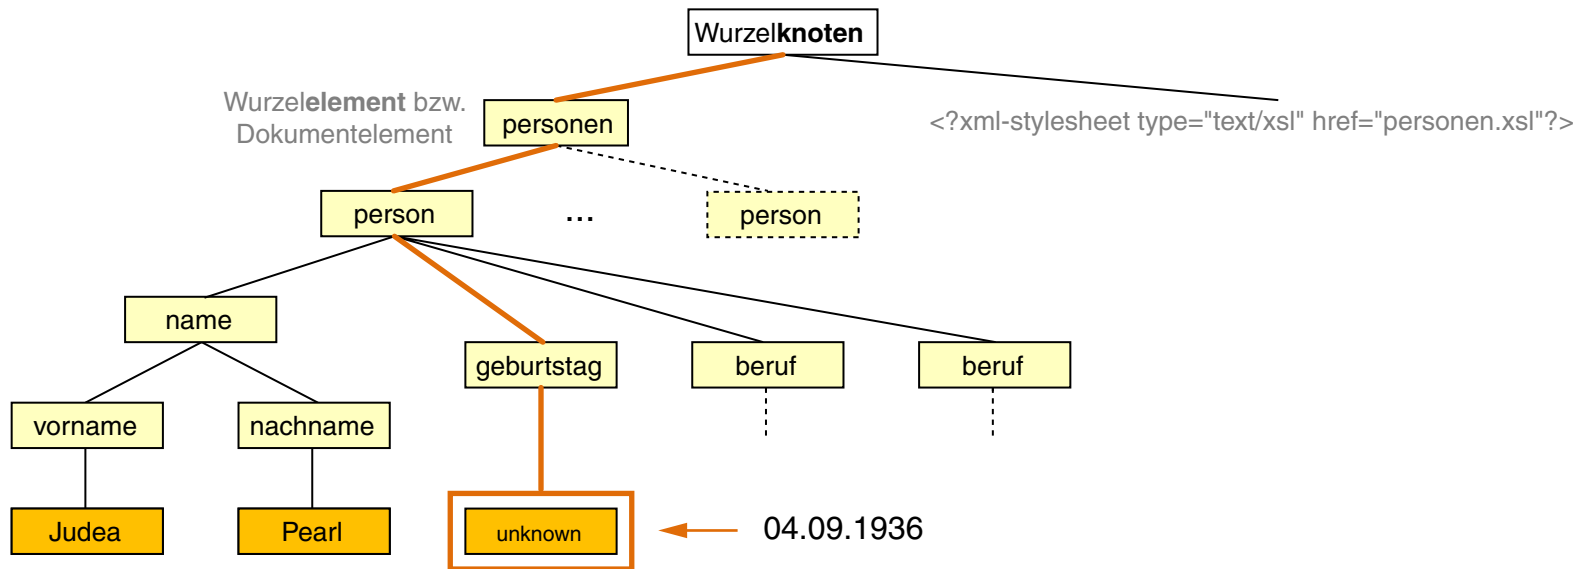 Wurzelknoten
Wurzelelement bzw.
Dokumentelement
personen
<?xml-stylesheet type="text/xsl" href="personen.xsl"?>
person
...
person
name
geburtstag
beruf
beruf
vorname
nachname
Judea
Pearl
unknown
04.09.1936